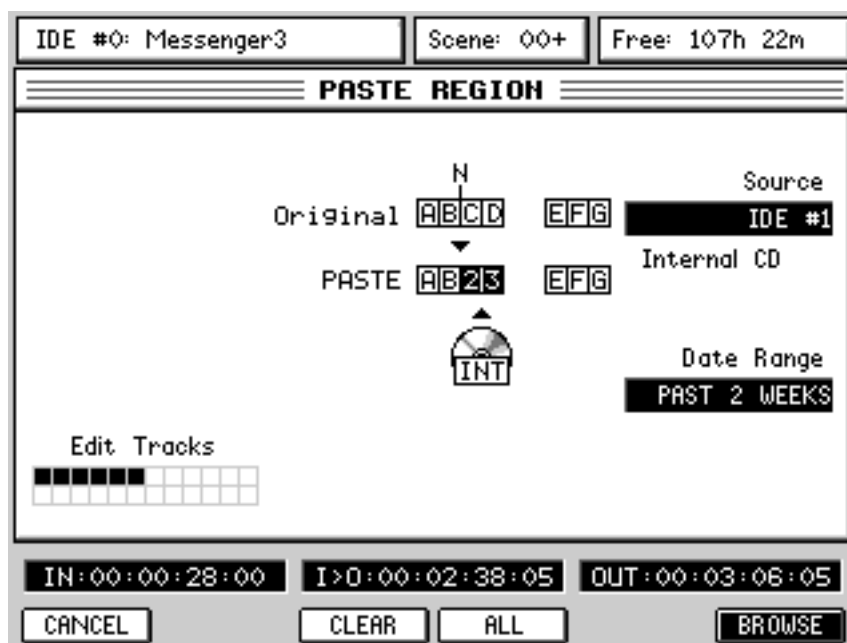 IDE #0: Messenger3
Scene: 00+
Free: 107h 22m
PASTE REGION
N
Original ABCD EFG
PASTE AB23 EFG
INT
Source
IDE #1
Internal CD
Date Range
PAST 2 WEEKS
Edit Tracks
IN:00:00:28:00
I>O:00:02:38:05
OUT:00:03:06:05
CANCEL
CLEAR
ALL
BROWSE